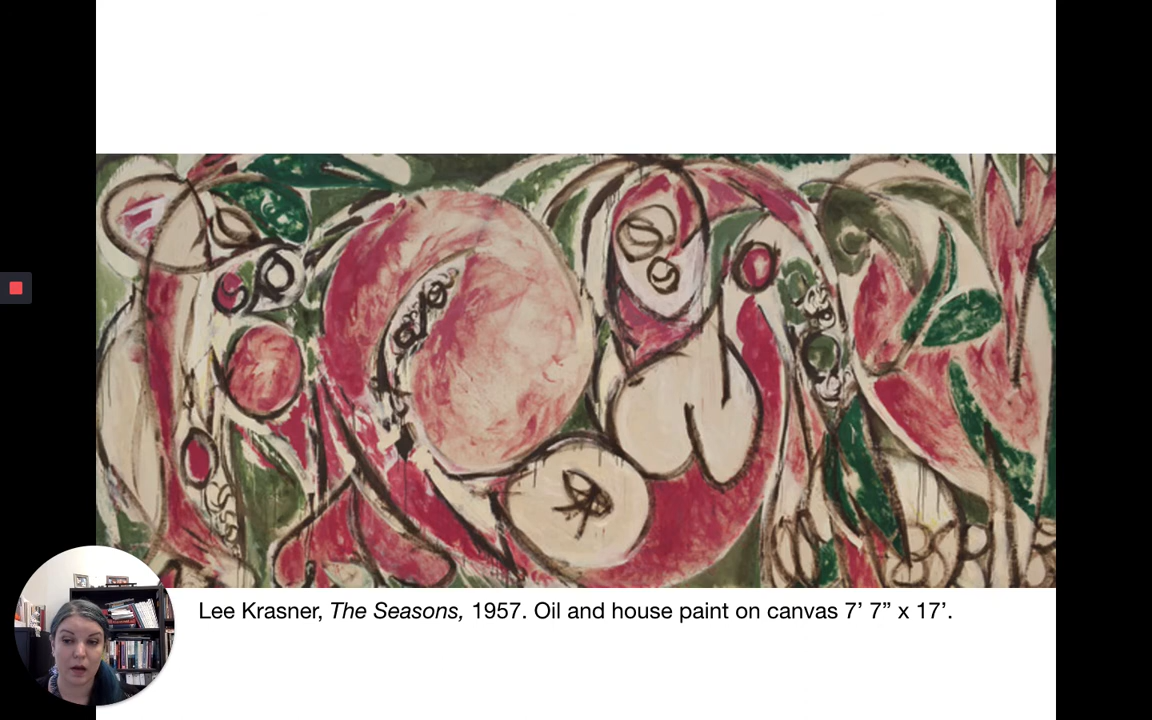 Lee Krasner, The Seasons, 1957. Oil and house paint on canvas 7’ 7” x 17’.